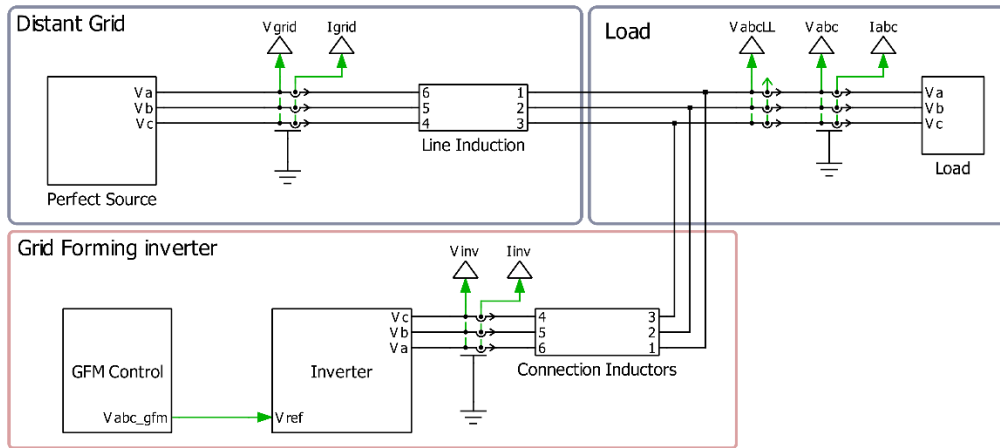 Distant Grid
Load
Vgrid Igrid
VabcLL Vabc Iabc
Va 6 1 Va
Vb 5 2 Vb
Vc 4 3 Vc
Line Induction
Perfect Source
Load
Grid Forming inverter
Vinv Iinv
Vc 4 3
Vb 5 2
Va 6 1
GFM Control
Inverter
Connection Inductors
Vabc_gfm Vref